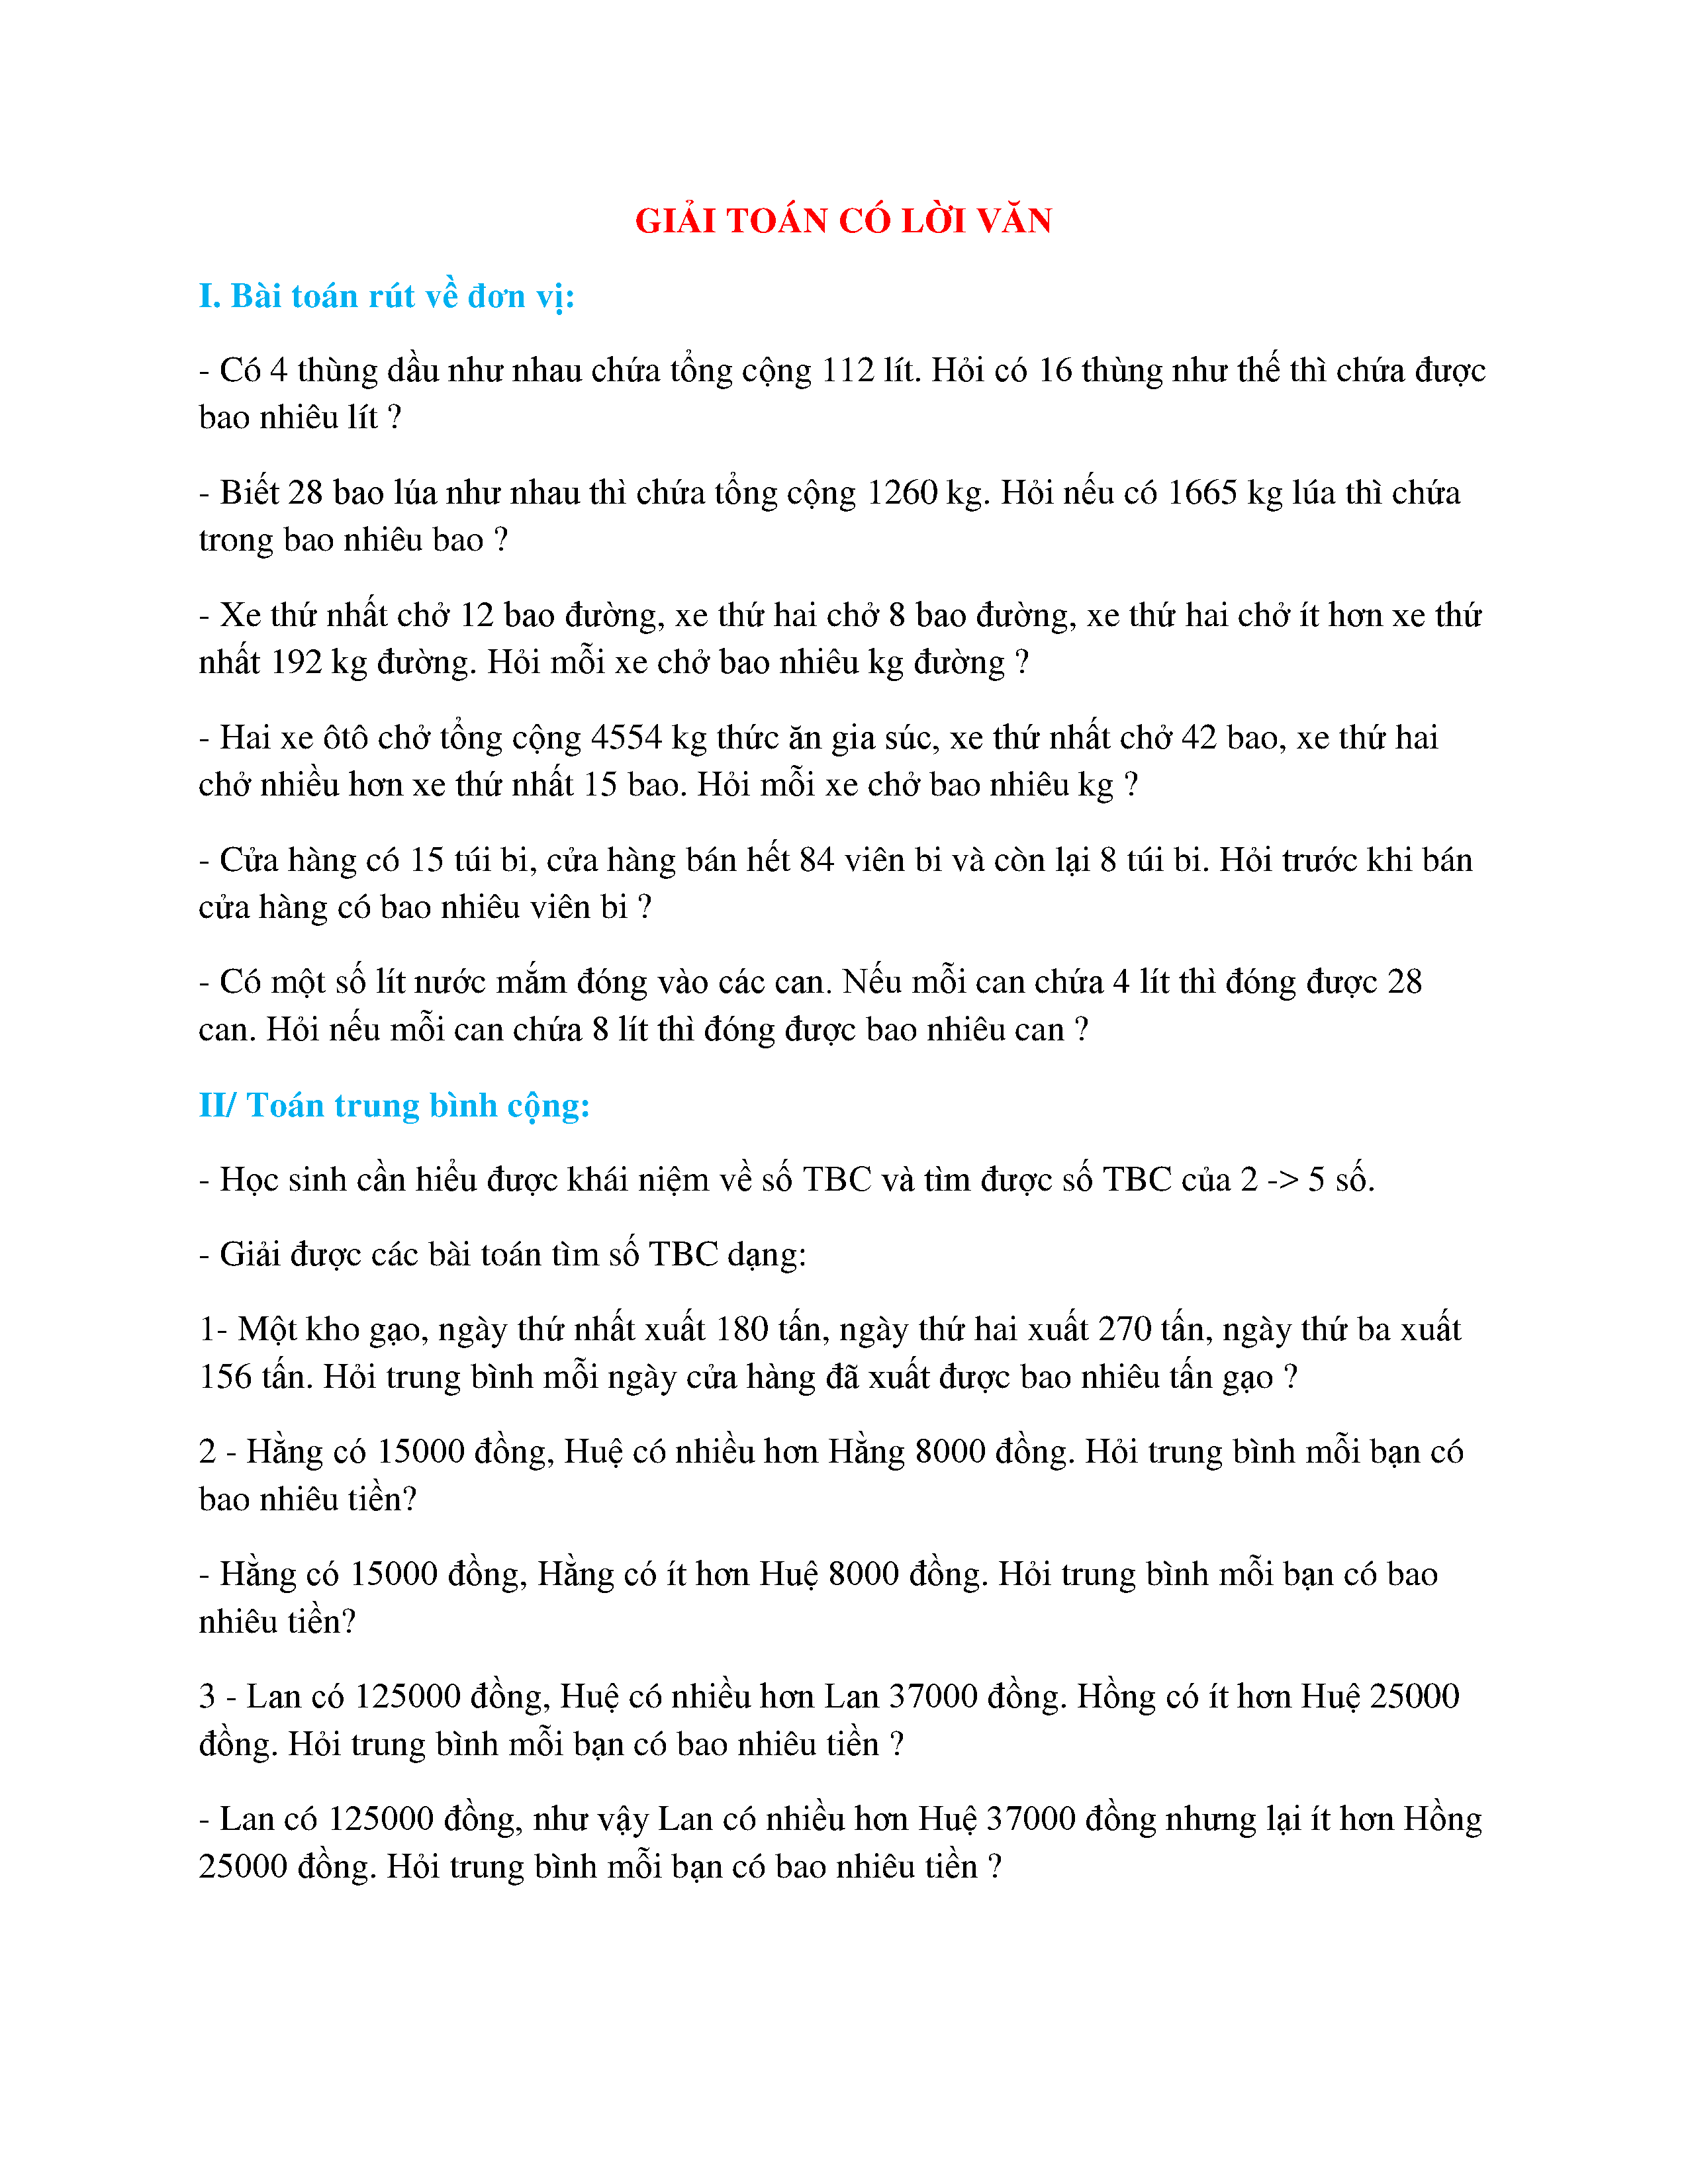 GIẢI TOÁN CÓ LỜI VĂN
I. Bài toán rút về đơn vị:
- Có 4 thùng dầu như nhau chứa tổng cộng 112 lít. Hỏi có 16 thùng như thế thì chứa được
bao nhiêu lít ?
- Biết 28 bao lúa như nhau thì chứa tổng cộng 1260 kg. Hỏi nếu có 1665 kg lúa thì chứa
trong bao nhiêu bao ?
- Xe thứ nhất chở 12 bao đường, xe thứ hai chở 8 bao đường, xe thứ hai chở ít hơn xe thứ
nhất 192 kg đường. Hỏi mỗi xe chở bao nhiêu kg đường ?
- Hai xe ôtô chở tổng cộng 4554 kg thức ăn gia súc, xe thứ nhất chở 42 bao, xe thứ hai
chở nhiều hơn xe thứ nhất 15 bao. Hỏi mỗi xe chở bao nhiêu kg ?
- Cửa hàng có 15 túi bi, cửa hàng bán hết 84 viên bi và còn lại 8 túi bi. Hỏi trước khi bán
cửa hàng có bao nhiêu viên bi ?
- Có một số lít nước mắm đóng vào các can. Nếu mỗi can chứa 4 lít thì đóng được 28
can. Hỏi nếu mỗi can chứa 8 lít thì đóng được bao nhiêu can ?
II/ Toán trung bình cộng:
- Học sinh cần hiểu được khái niệm về số TBC và tìm được số TBC của 2 -> 5 số.
- Giải được các bài toán tìm số TBC dạng:
1- Một kho gạo, ngày thứ nhất xuất 180 tấn, ngày thứ hai xuất 270 tấn, ngày thứ ba xuất
156 tấn. Hỏi trung bình mỗi ngày cửa hàng đã xuất được bao nhiêu tấn gạo ?
2 - Hằng có 15000 đồng, Huệ có nhiều hơn Hằng 8000 đồng. Hỏi trung bình mỗi bạn có
bao nhiêu tiền?
- Hằng có 15000 đồng, Hằng có ít hơn Huệ 8000 đồng. Hỏi trung bình mỗi bạn có bao
nhiêu tiền?
3 - Lan có 125000 đồng, Huệ có nhiều hơn Lan 37000 đồng. Hồng có ít hơn Huệ 25000
đồng. Hỏi trung bình mỗi bạn có bao nhiêu tiền ?
- Lan có 125000 đồng, như vậy Lan có nhiều hơn Huệ 37000 đồng nhưng lại ít hơn Hồng
25000 đồng. Hỏi trung bình mỗi bạn có bao nhiêu tiền ?